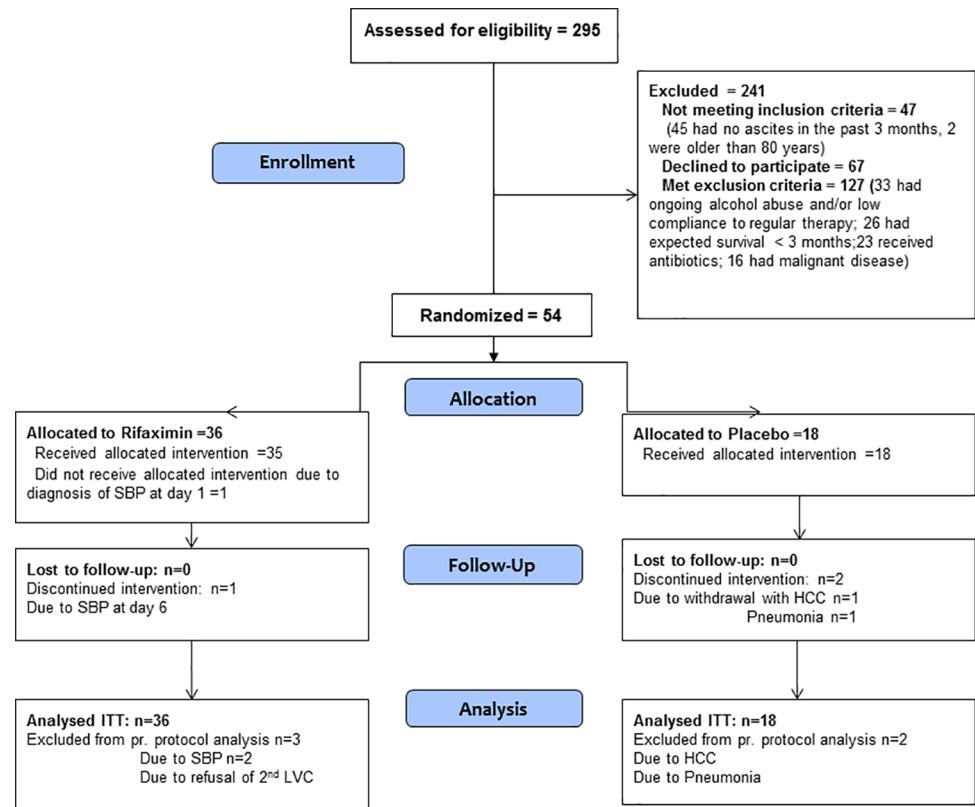 Assessed for eligibility = 295
Excluded = 241
Not meeting inclusion criteria = 47
(45 had no ascites in the past 3 months, 2
were older than 80 years)
Declined to participate = 67
Met exclusion criteria = 127 (33 had
ongoing alcohol abuse and/or low
compliance to regular therapy; 26 had
expected survival < 3 months;23 received
antibiotics; 16 had malignant disease)
Enrollment
Randomized = 54
Allocation
Allocated to Rifaximin =36
Received allocated intervention =35
Did not receive allocated intervention due to
diagnosis of SBP at day 1 =1
Allocated to Placebo =18
Received allocated intervention =18
Follow-Up
Lost to follow-up: n=0
Discontinued intervention: n=1
Due to SBP at day 6
Lost to follow-up: n=0
Discontinued intervention: n=2
Due to withdrawal with HCC n=1
Pneumonia n=1
Analysis
Analysed ITT: n=36
Excluded from pr. protocol analysis n=3
Due to SBP n=2
Due to refusal of 2nd LVC
Analysed ITT: n=18
Excluded from pr. protocol analysis n=2
Due to HCC
Due to Pneumonia